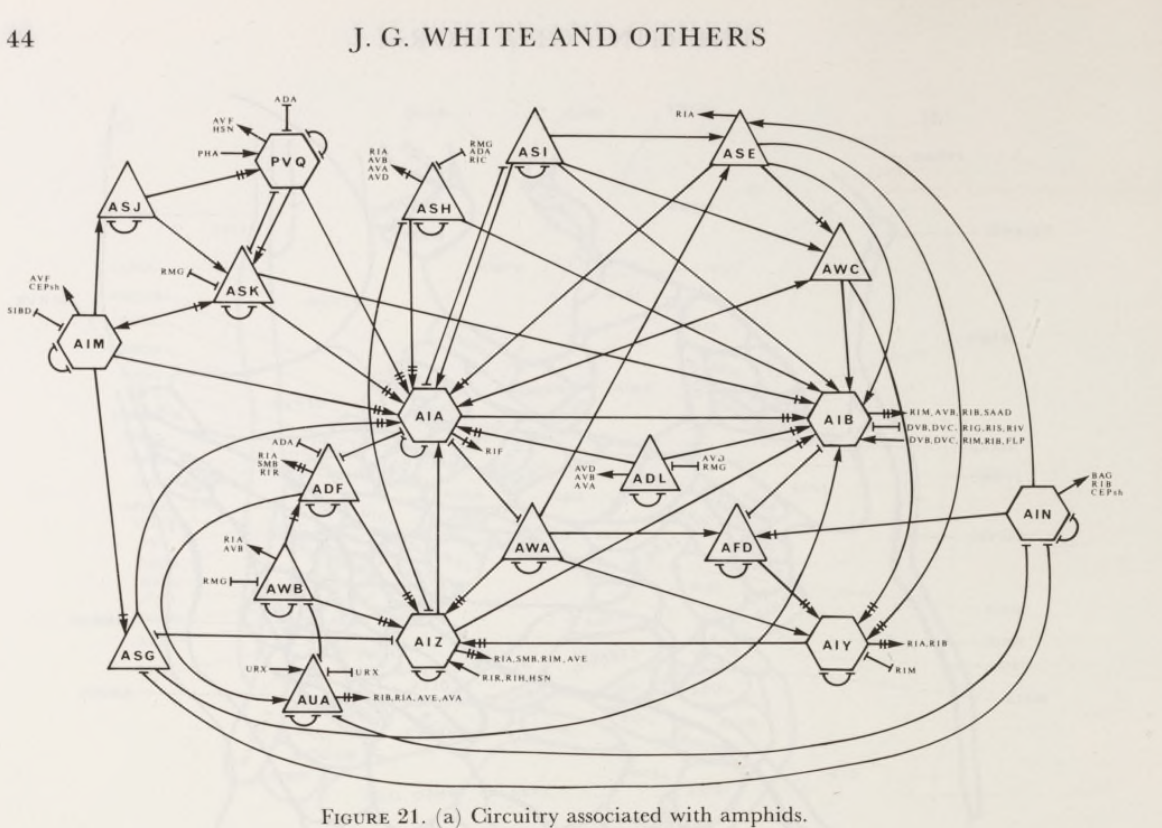 44
J. G. WHITE AND OTHERS
ADA
AVF
HSN
PHA
PVQ
RIA
AVB
AVA
AVD
RMG
ADA
RIC
ASH
ASI
RIA
ASE
ASJ
RMG
ASK
AWC
AVF
CEPsh
SIBD
AIM
AIA
RIF
AIB
RIM, AVB, RIB, SAAD
DVB, DVC, RIG, RIS, RIV
DVB, DVC, RIM, RIB, FLP
ADA
RIA
SMB
RIR
ADF
AVD
AVB
AVA
ADL
RMG
BAG
RIB
CEPsh
AIN
RIA
AVB
RMG
AWB
AWA
AFD
ASG
AIZ
RIA, SMB, RIM, AVE
RIR, RIH, HSN
AIY
RIA, RIB
RIM
URX
URX
AUA
RIB, RIA, AVE, AVA
FIGURE 21. (a) Circuitry associated with amphids.